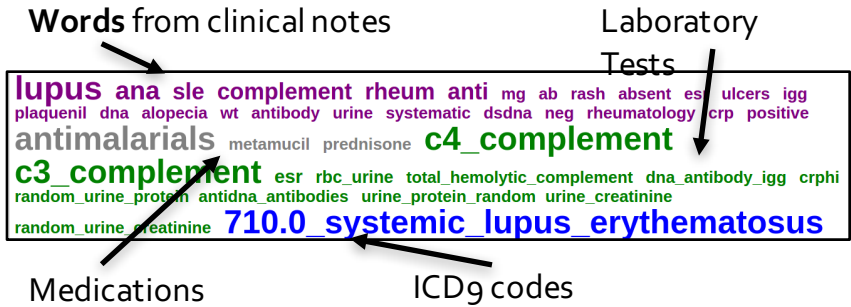 Words from clinical notes
Laboratory
Tests
lupus ana sle complement rheum anti mg ab rash absent esr ulcers igg
plaquenil dna alopecia wt antibody urine systematic dsdna neg rheumatology crp positive
antimalarials metamucil prednisone c4_complement
c3_complement esr rbc_urine total_hemolytic_complement dna_antibody_igg crphi
random_urine_protein antidna_antibodies urine_protein_random urine_creatinine
random_urine_creatinine 710.0_systemic_lupus_erythematosus
Medications
ICD9 codes